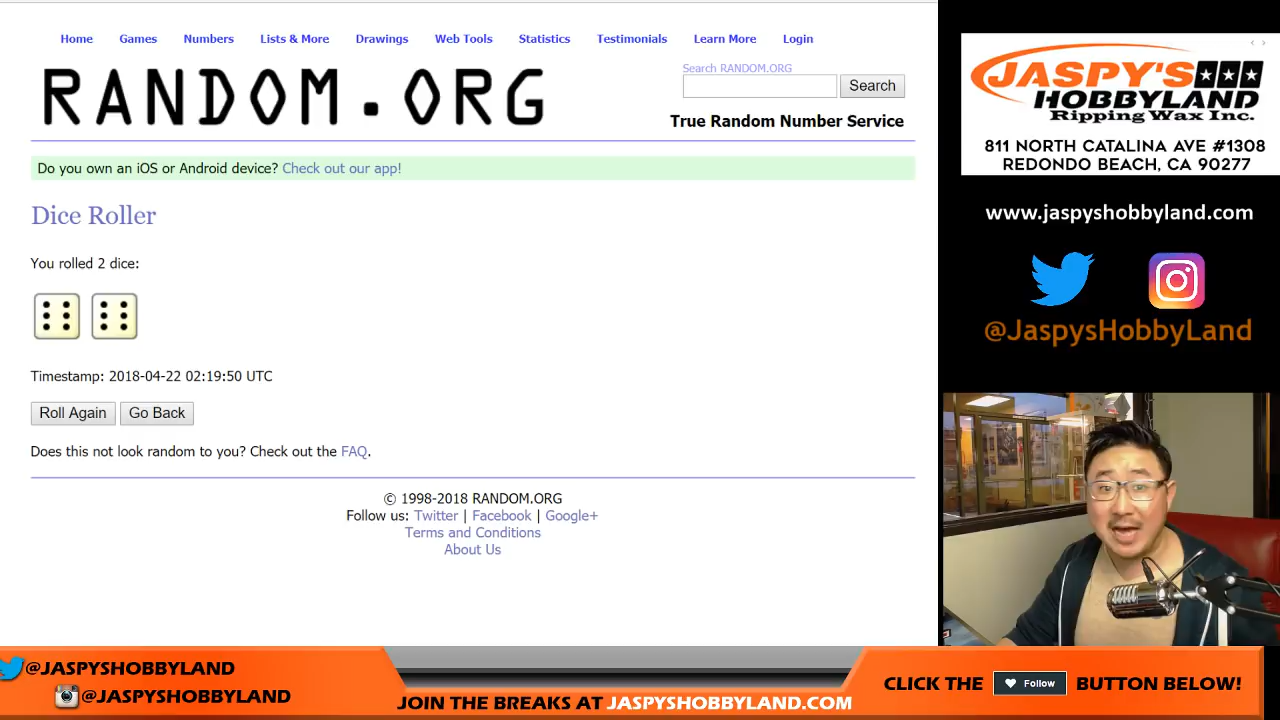 Home Games Numbers Lists & More Drawings Web Tools Statistics Testimonials Learn More Login
RANDOM.ORG
Search RANDOM.ORG
Search
True Random Number Service
Do you own an iOS or Android device? Check out our app!
Dice Roller
You rolled 2 dice:
Timestamp: 2018-04-22 02:19:50 UTC
Roll Again Go Back
Does this not look random to you? Check out the FAQ.
© 1998-2018 RANDOM.ORG
Follow us: Twitter | Facebook | Google+
Terms and Conditions
About Us
JASPY'S
HOBBYLAND
Ripping Wax Inc.
811 NORTH CATALINA AVE #1308
REDONDO BEACH, CA 90277
www.jaspyshobbyland.com
@JaspysHobbyLand
@JASPYSHOBBYLAND
@JASPYSHOBBYLAND
JOIN THE BREAKS AT JASPYSHOBBYLAND.COM
CLICK THE Follow BUTTON BELOW!